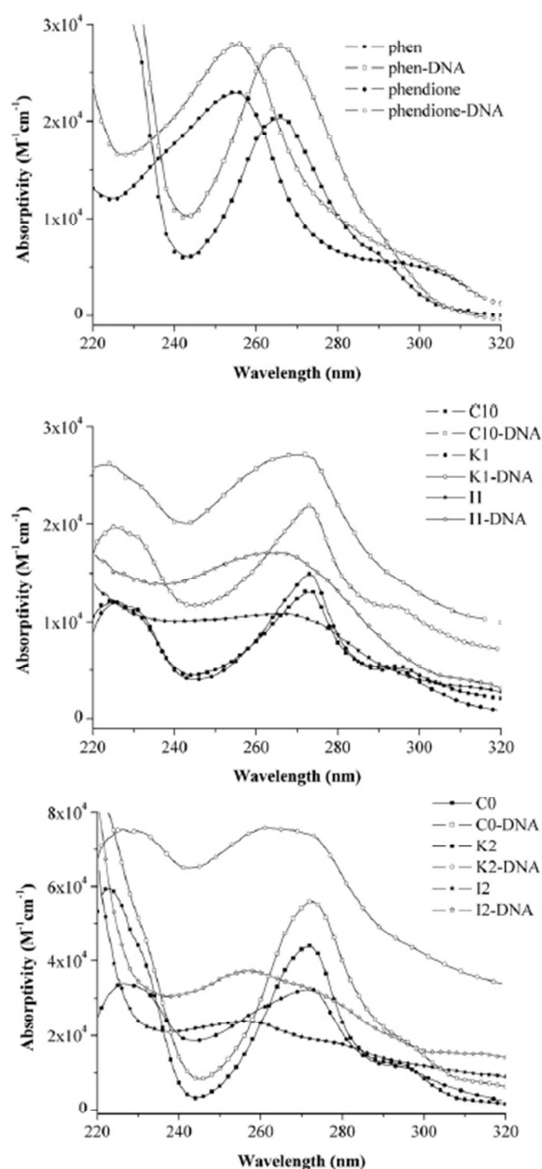 3x10⁴
2x10⁴
1x10⁴
0
Absorptivity (M⁻¹cm⁻¹)
phen
phen-DNA
phendione
phendione-DNA
220 240 260 280 300 320
Wavelength (nm)
3x10⁴
2x10⁴
1x10⁴
0
Absorptivity (M⁻¹cm⁻¹)
C10
C10-DNA
K1
K1-DNA
I1
I1-DNA
220 240 260 280 300 320
Wavelength (nm)
8x10⁴
6x10⁴
4x10⁴
2x10⁴
0
Absorptivity (M⁻¹cm⁻¹)
C0
C0-DNA
K2
K2-DNA
I2
I2-DNA
220 240 260 280 300 320
Wavelength (nm)